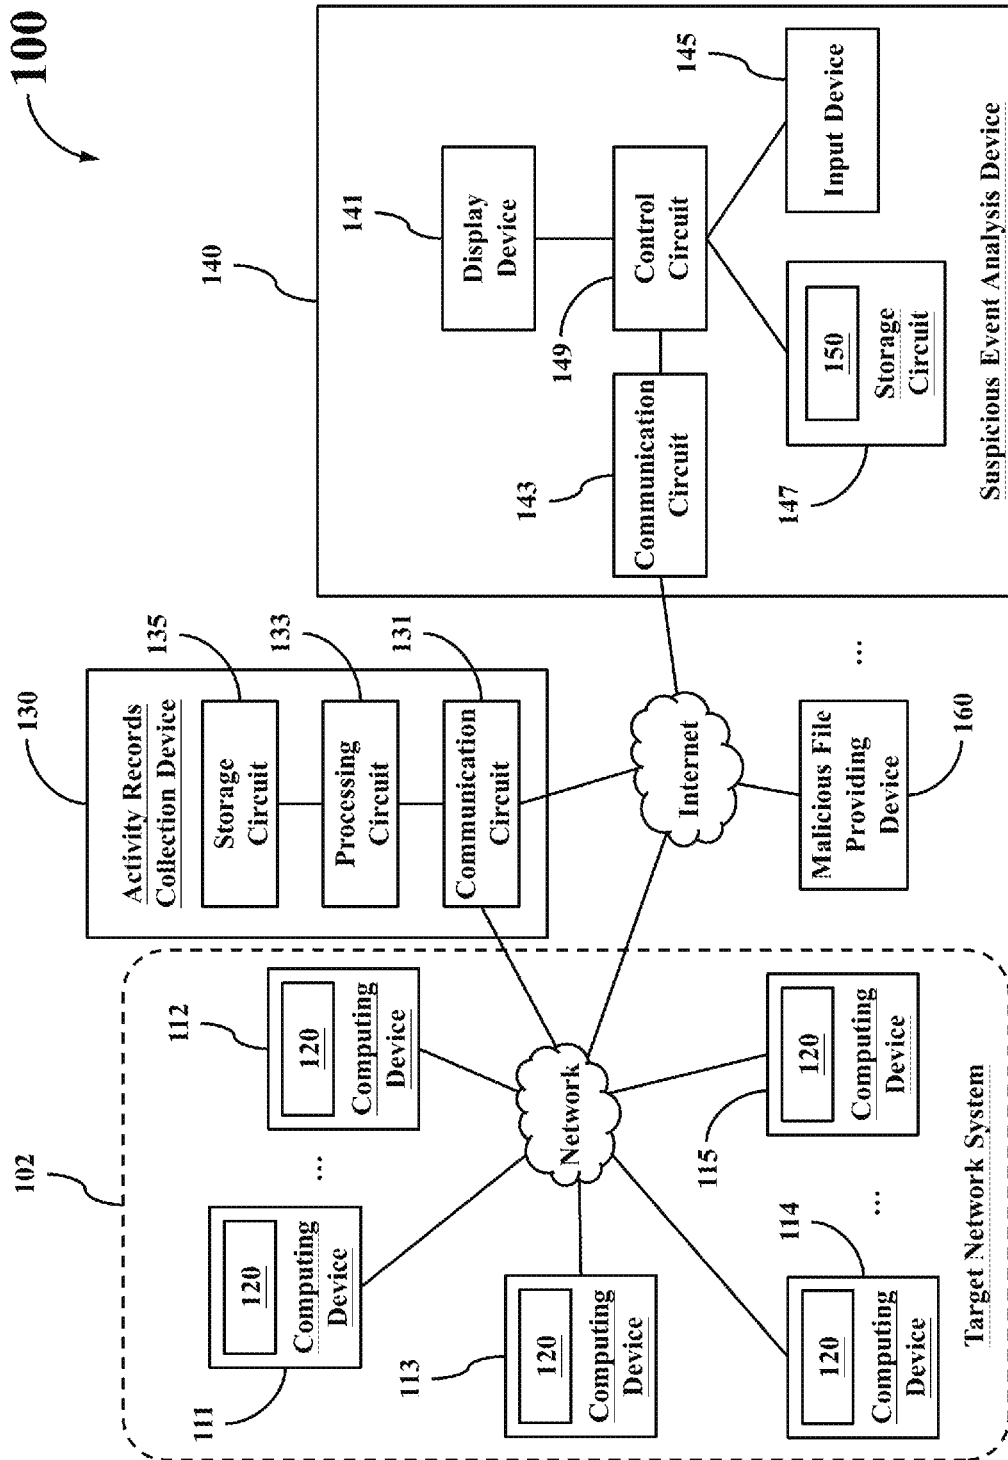 100
102
111
120
Computing
Device
...
112
120
Computing
Device
113
120
Computing
Device
Network
114
120
Computing
Device
...
115
120
Computing
Device
Target Network System
130
Activity Records
Collection Device
Storage
Circuit
135
Processing
Circuit
133
Communication
Circuit
131
Internet
Malicious File
Providing
Device
160
...
140
Display
Device
141
Communication
Circuit
143
Control
Circuit
149
150
Storage
Circuit
147
Input Device
145
Suspicious Event Analysis Device